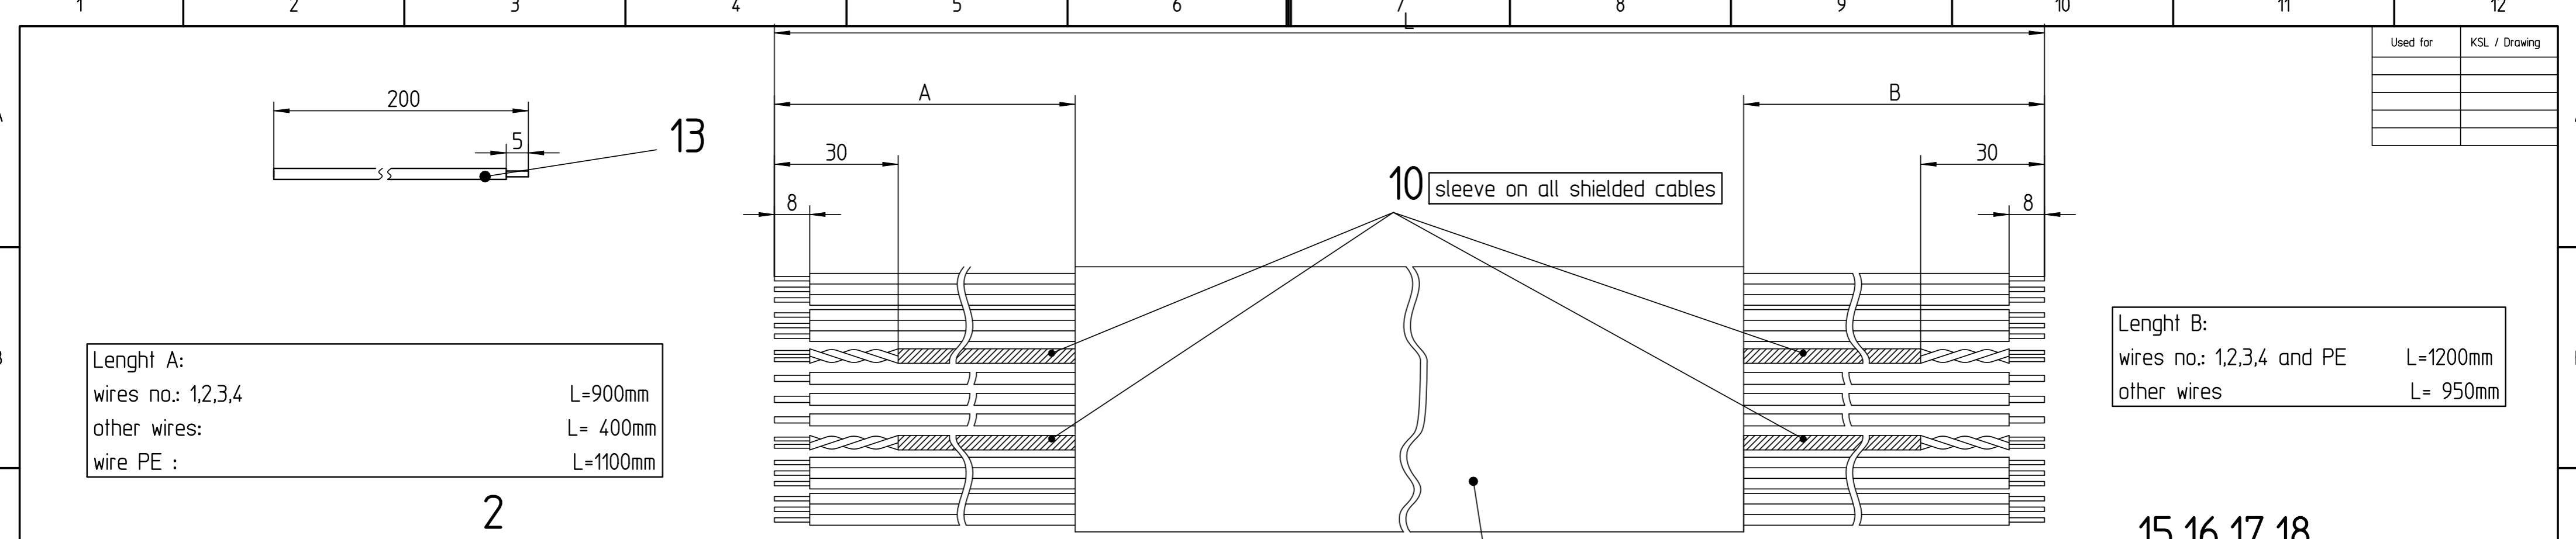 1 2 3 4 5 6 7 8 9 10 11 12
L
Used for KSL / Drawing
200
A
B
5
13
30
30
10 sleeve on all shielded cables
8
8
Lenght A:
wires no.: 1,2,3,4 L=900mm
other wires: L= 400mm
wire PE : L=1100mm
Lenght B:
wires no.: 1,2,3,4 and PE L=1200mm
other wires L= 950mm
2
15,16,17,18